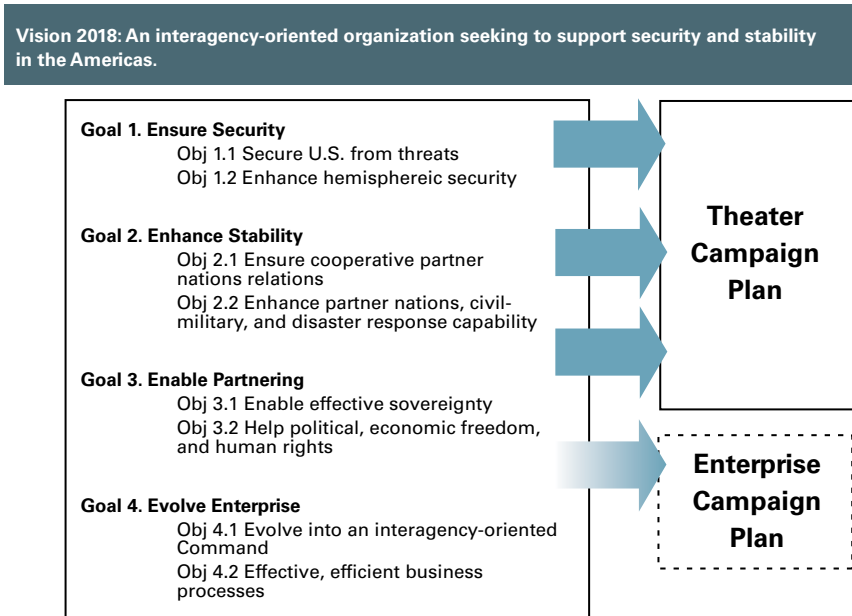 Vision 2018: An interagency-oriented organization seeking to support security and stability
in the Americas.
Goal 1. Ensure Security
Obj 1.1 Secure U.S. from threats
Obj 1.2 Enhance hemisphereic security
Goal 2. Enhance Stability
Obj 2.1 Ensure cooperative partner
nations relations
Obj 2.2 Enhance partner nations, civil-
military, and disaster response capability
Goal 3. Enable Partnering
Obj 3.1 Enable effective sovereignty
Obj 3.2 Help political, economic freedom,
and human rights
Goal 4. Evolve Enterprise
Obj 4.1 Evolve into an interagency-oriented
Command
Obj 4.2 Effective, efficient business
processes
Theater
Campaign
Plan
Enterprise
Campaign
Plan